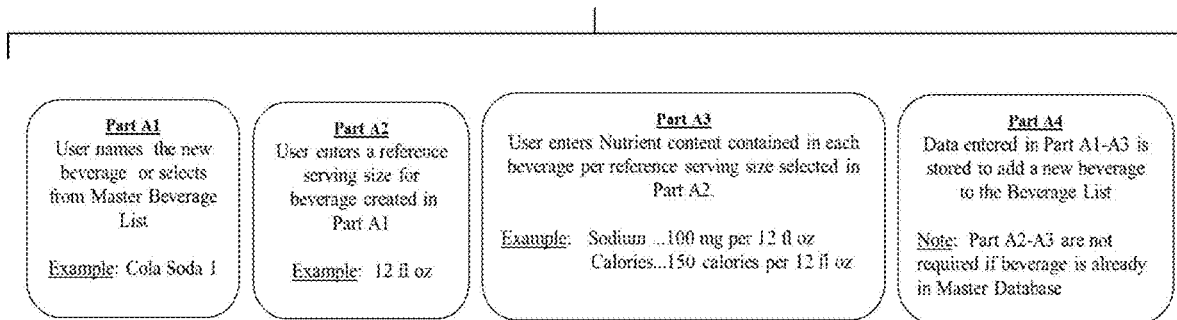 Part A1
User names the new
beverage or selects
from Master Beverage
List
Example: Cola Soda 1
Part A2
User enters a reference
serving size for
beverage created in
Part A1
Example: 12 fl oz
Part A3
User enters Nutrient content contained in each
beverage per reference serving size selected in
Part A2.
Example: Sodium ...100 mg per 12 fl oz
Calories...150 calories per 12 fl oz
Part A4
Data entered in Part A1-A3 is
stored to add a new beverage
to the Beverage List
Note: Part A2-A3 are not
required if beverage is already
in Master Database